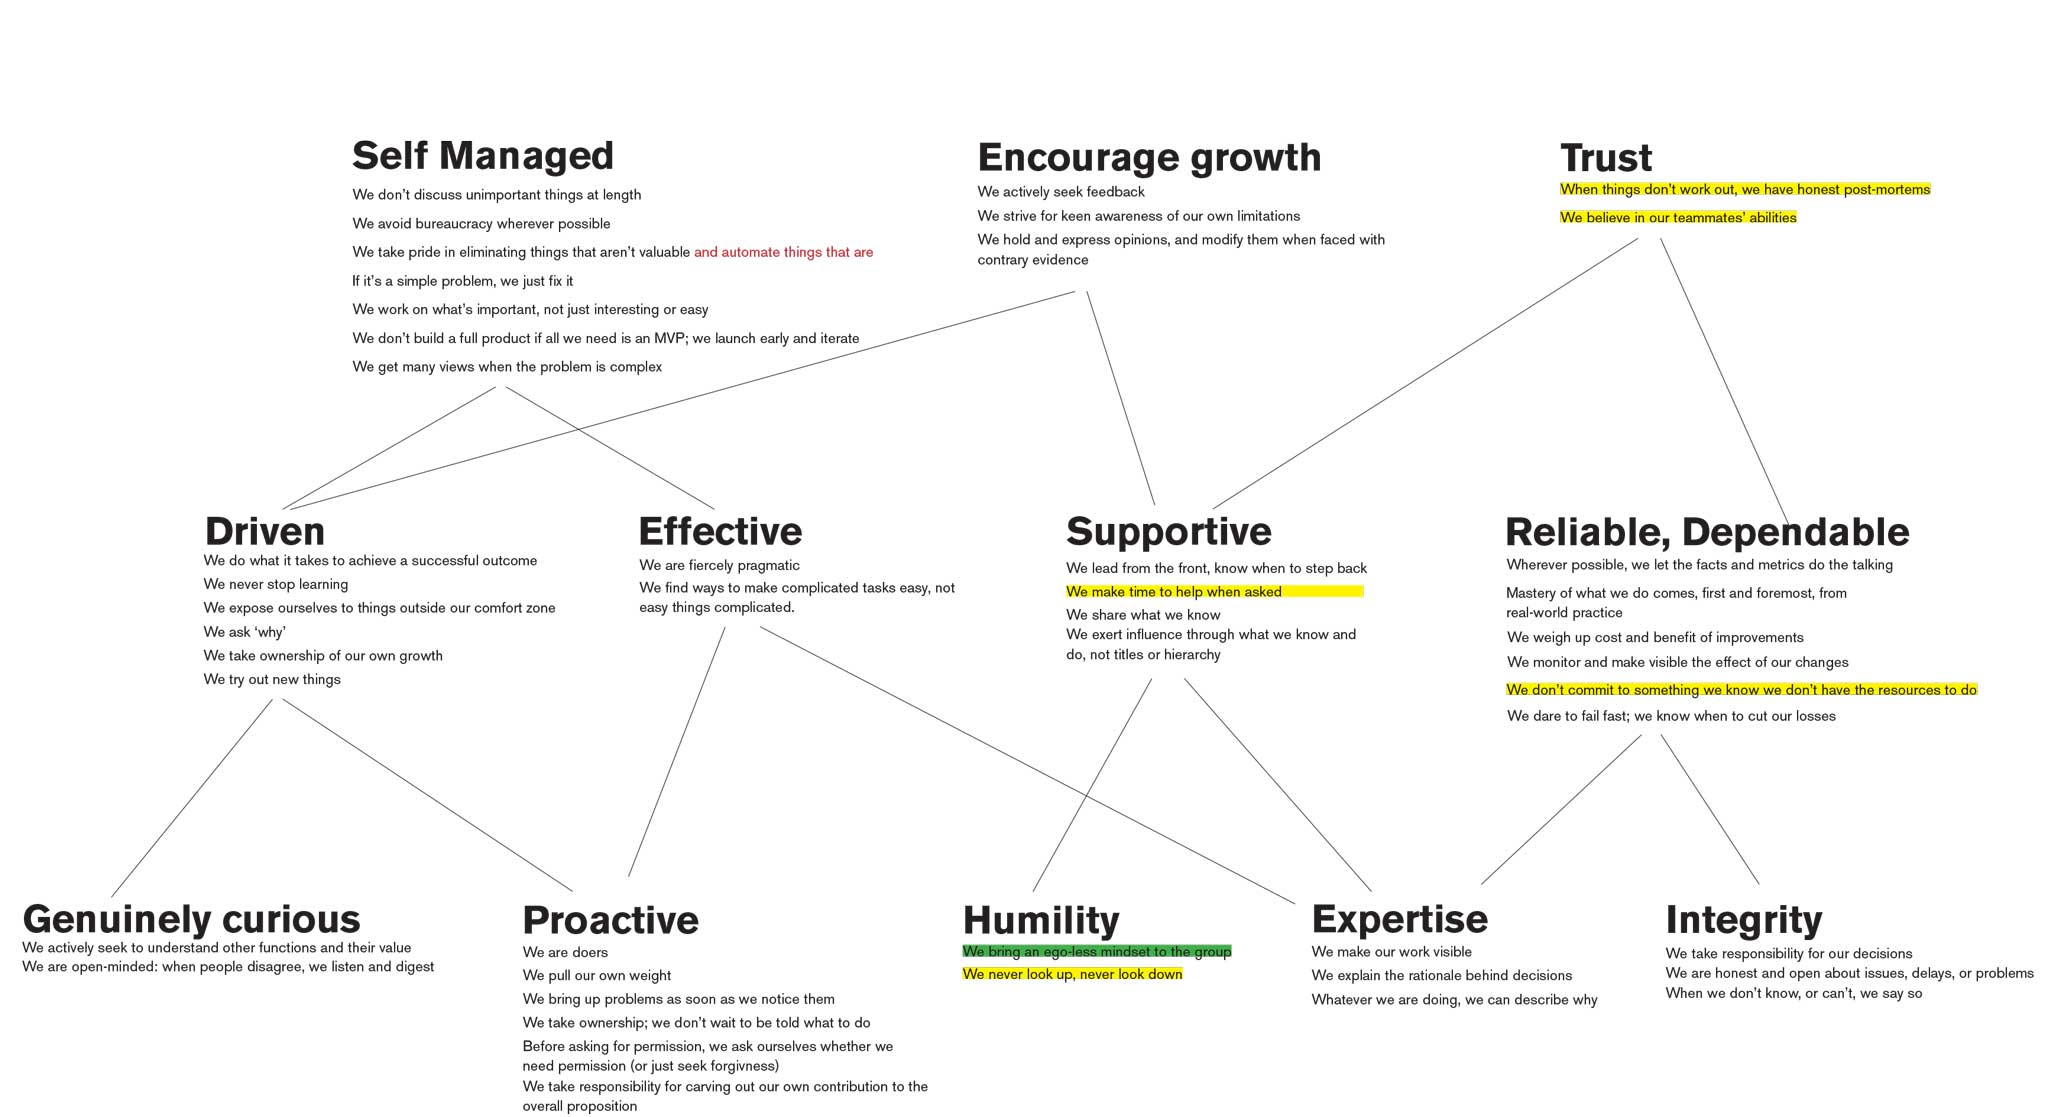 Self Managed
We don’t discuss unimportant things at length
We avoid bureaucracy wherever possible
We take pride in eliminating things that aren’t valuable and automate things that are
If it’s a simple problem, we just fix it
We work on what’s important, not just interesting or easy
We don’t build a full product if all we need is an MVP; we launch early and iterate
We get many views when the problem is complex
Encourage growth
We actively seek feedback
We strive for keen awareness of our own limitations
We hold and express opinions, and modify them when faced with
contrary evidence
Trust
When things don’t work out, we have honest post-mortems
We believe in our teammates’ abilities
Driven
We do what it takes to achieve a successful outcome
We never stop learning
We expose ourselves to things outside our comfort zone
We ask ‘why’
We take ownership of our own growth
We try out new things
Effective
We are fiercely pragmatic
We find ways to make complicated tasks easy, not
easy things complicated.
Supportive
We lead from the front, know when to step back
We make time to help when asked
We share what we know
We exert influence through what we know and
do, not titles or hierarchy
Reliable, Dependable
Wherever possible, we let the facts and metrics do the talking
Mastery of what we do comes, first and foremost, from
real-world practice
We weigh up cost and benefit of improvements
We monitor and make visible the effect of our changes
We don’t commit to something we know we don’t have the resources to do
We dare to fail fast; we know when to cut our losses
Genuinely curious
We actively seek to understand other functions and their value
We are open-minded: when people disagree, we listen and digest
Proactive
We are doers
We pull our own weight
We bring up problems as soon as we notice them
We take ownership; we don’t wait to be told what to do
Before asking for permission, we ask ourselves whether we
need permission (or just seek forgivness)
We take responsibility for carving out our own contribution to the
overall proposition
Humility
We bring an ego-less mindset to the group
We never look up, never look down
Expertise
We make our work visible
We explain the rationale behind decisions
Whatever we are doing, we can describe why
Integrity
We take responsibility for our decisions
We are honest and open about issues, delays, or problems
When we don’t know, or can’t, we say so